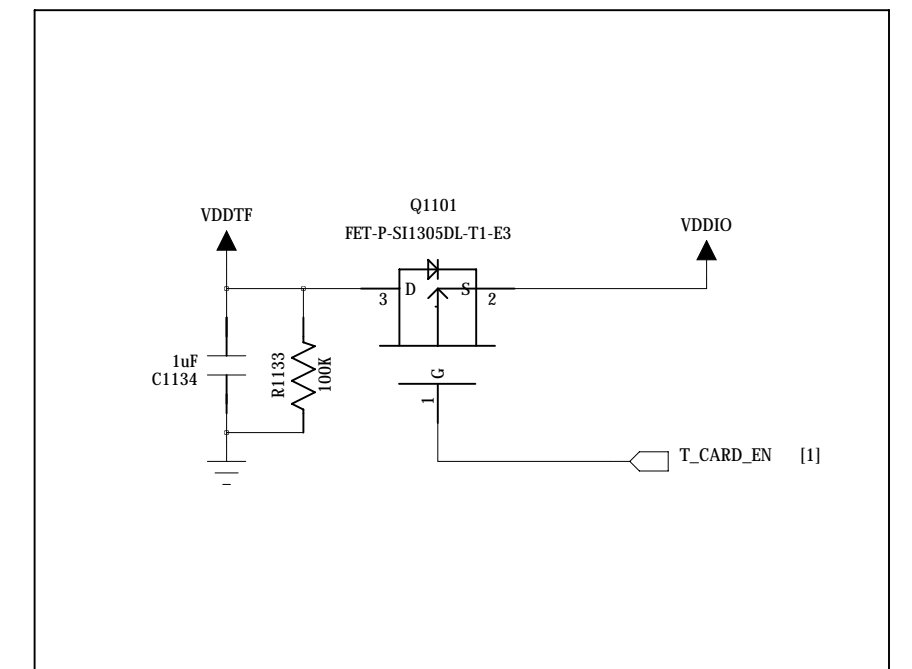 Q1101
FET-P-SI1305DL-T1-E3
VDDTF
VDDIO
3 D S 2
1uF
C1134
R1133
100K
G
1
T_CARD_EN [1]